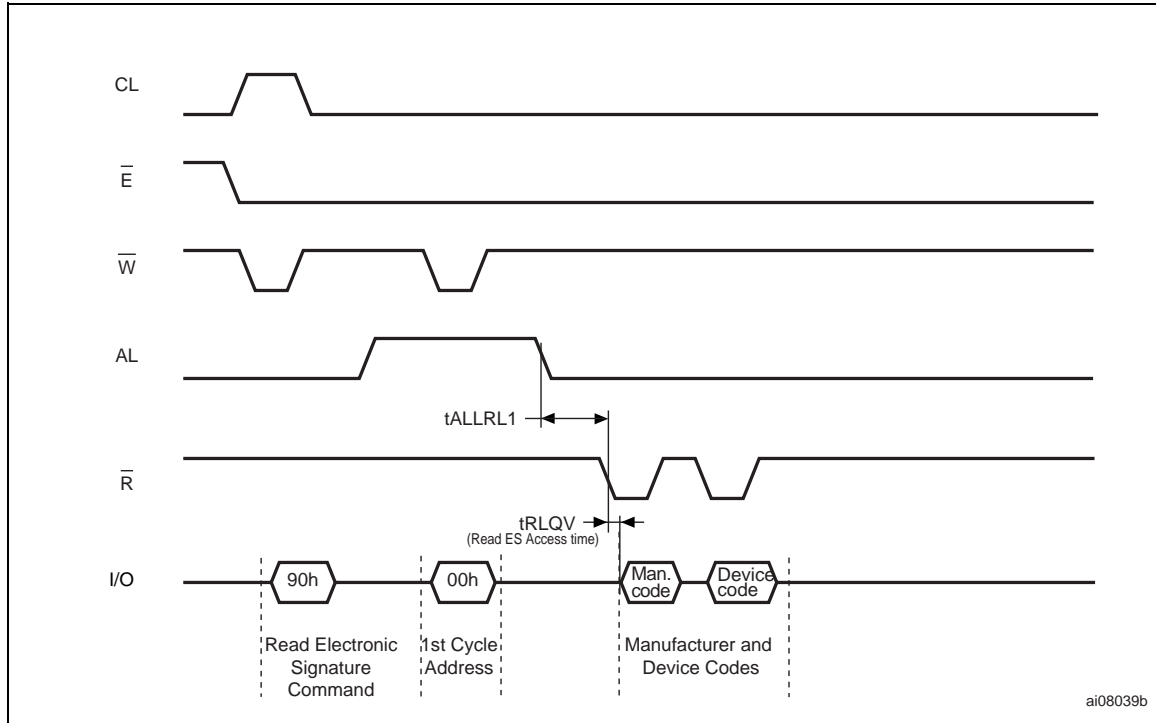 CL
E̅
W̅
AL
tALLRL1
R̅
tRLQV
(Read ES Access time)
I/O
90h
00h
Man.
code
Device
code
Read Electronic
Signature
Command
1st Cycle
Address
Manufacturer and
Device Codes
ai08039b